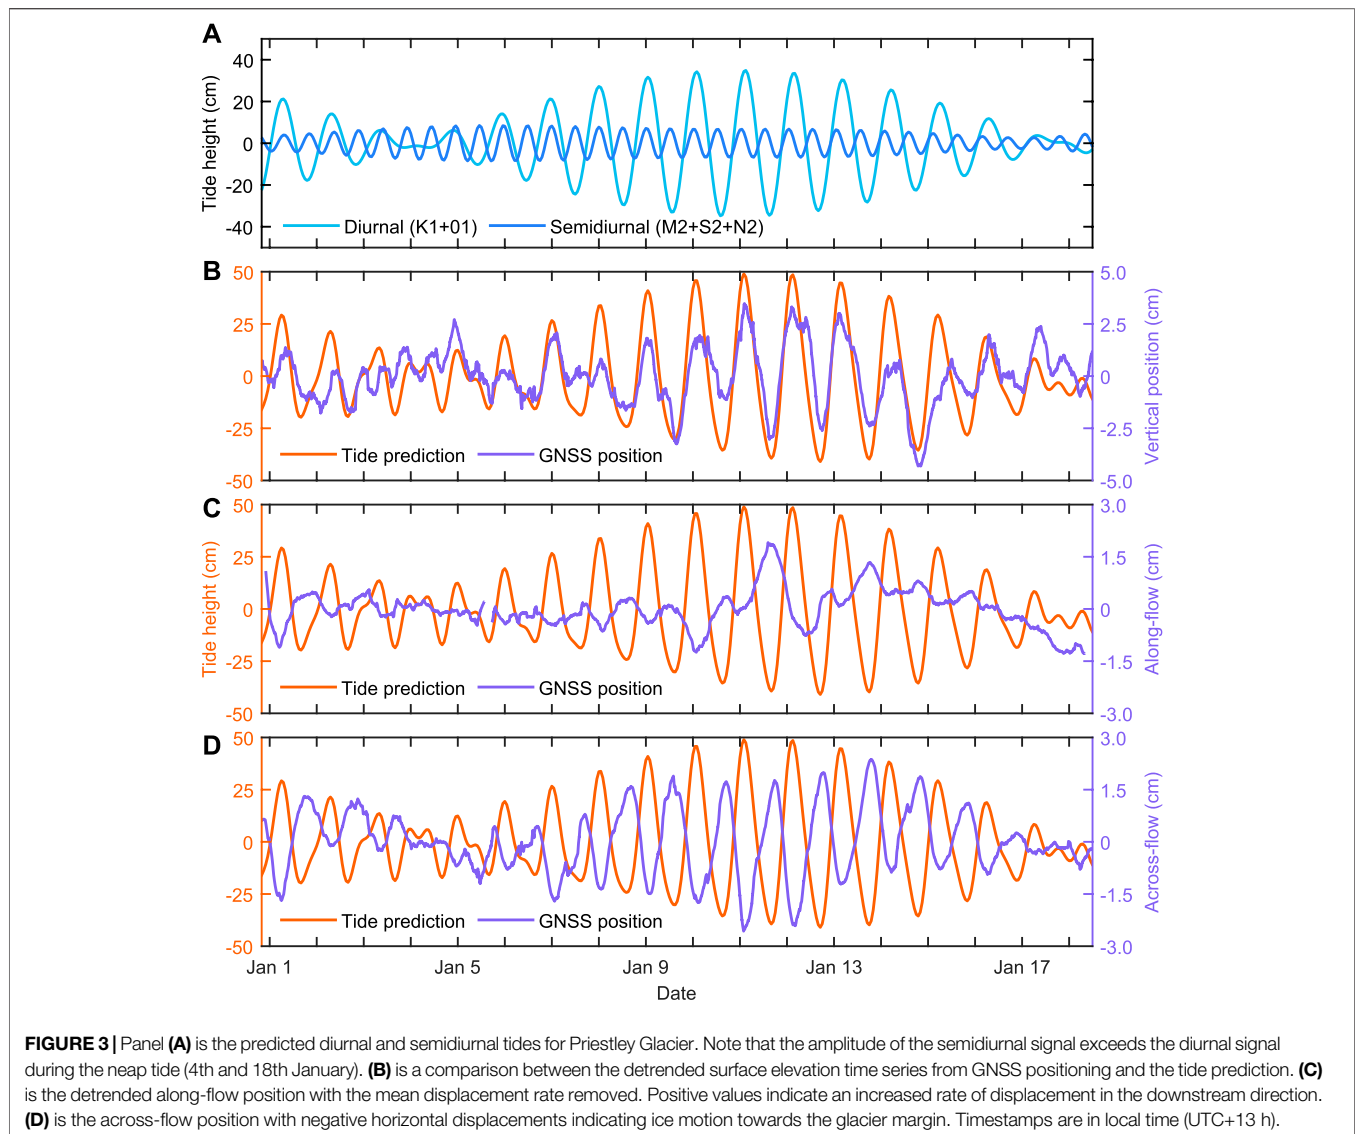 A
40
20
0
-20
-40
Tide height (cm)
Diurnal (K1+01)
Semidiurnal (M2+S2+N2)
B
50
25
0
-25
-50
5.0
2.5
0
-2.5
-5.0
Vertical position (cm)
Tide prediction
GNSS position
C
50
25
0
-25
-50
Tide height (cm)
3.0
1.5
0
-1.5
-3.0
Along-flow (cm)
Tide prediction
GNSS position
D
50
25
0
-25
-50
3.0
1.5
0
-1.5
-3.0
Across-flow (cm)
Tide prediction
GNSS position
Jan 1
Jan 5
Jan 9
Jan 13
Jan 17
Date
FIGURE 3 | Panel (A) is the predicted diurnal and semidiurnal tides for Priestley Glacier. Note that the amplitude of the semidiurnal signal exceeds the diurnal signal
during the neap tide (4th and 18th January). (B) is a comparison between the detrended surface elevation time series from GNSS positioning and the tide prediction. (C)
is the detrended along-flow position with the mean displacement rate removed. Positive values indicate an increased rate of displacement in the downstream direction.
(D) is the across-flow position with negative horizontal displacements indicating ice motion towards the glacier margin. Timestamps are in local time (UTC+13 h).